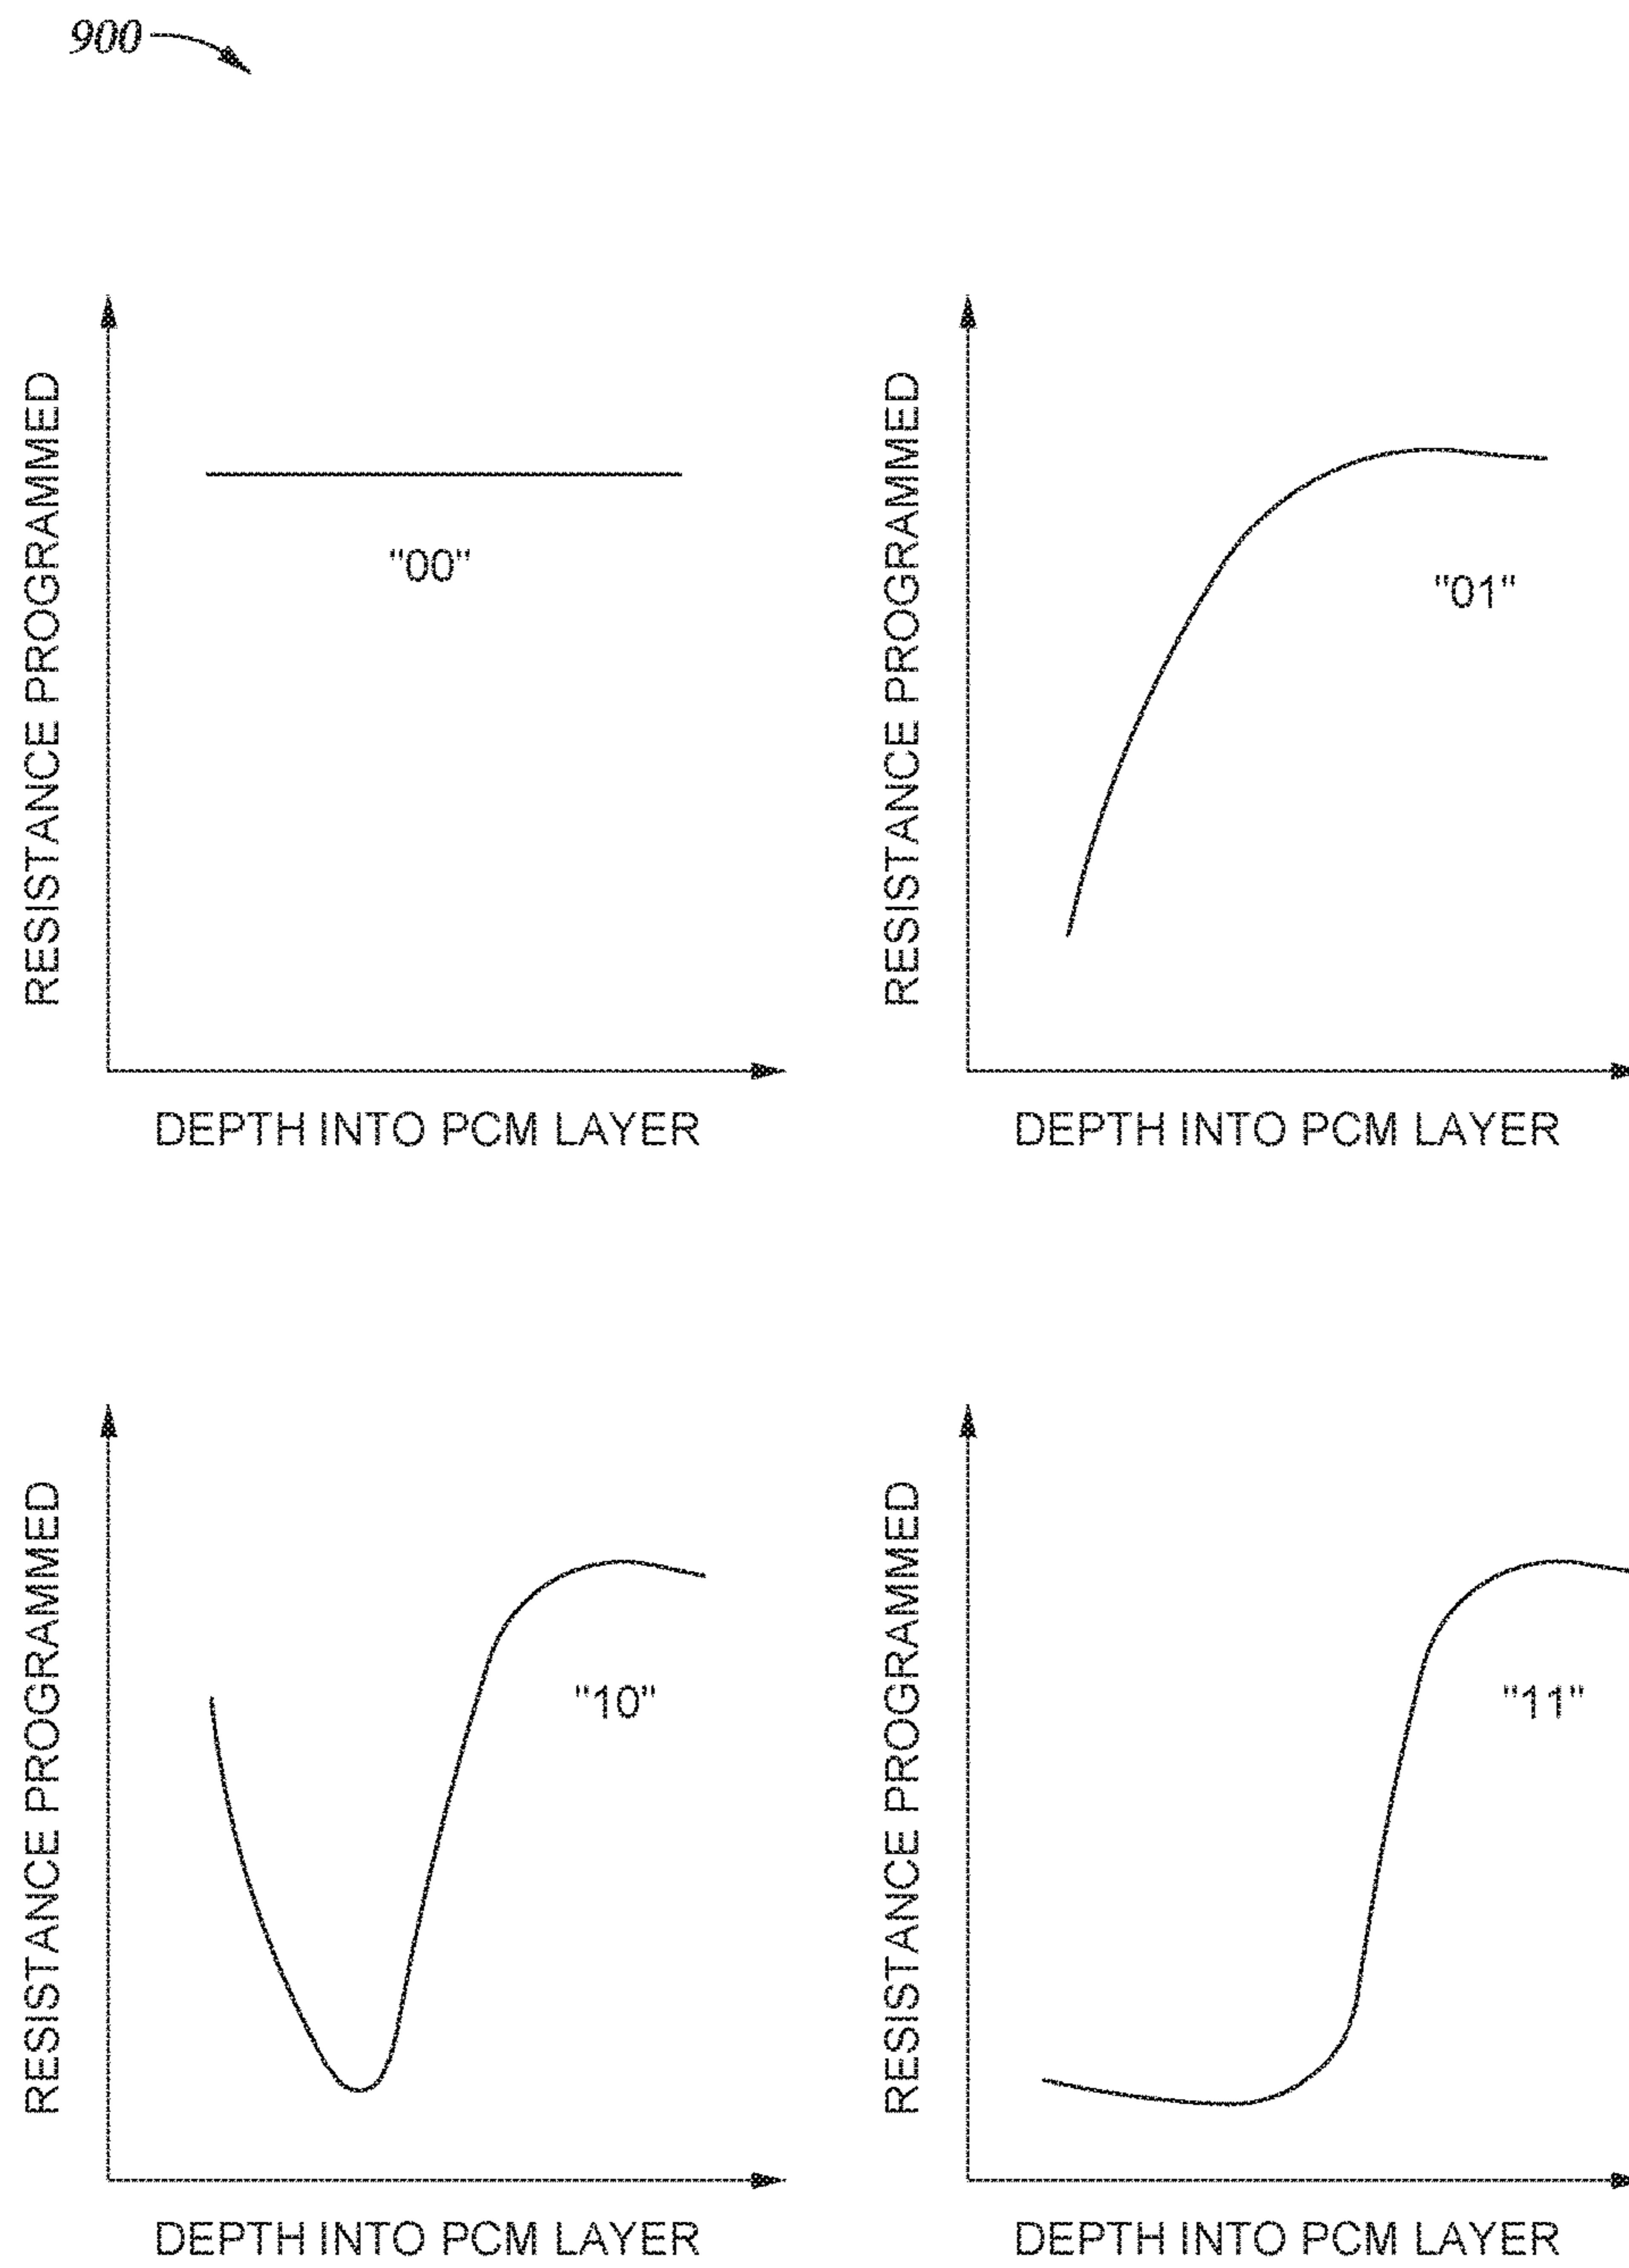 900
RESISTANCE PROGRAMMED
"00"
DEPTH INTO PCM LAYER
RESISTANCE PROGRAMMED
"01"
DEPTH INTO PCM LAYER
RESISTANCE PROGRAMMED
"10"
DEPTH INTO PCM LAYER
RESISTANCE PROGRAMMED
"11"
DEPTH INTO PCM LAYER